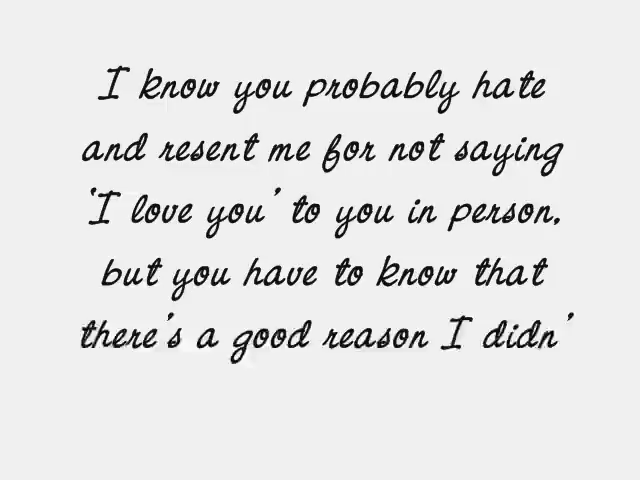 I know you probably hate
and resent me for not saying
‘I love you’ to you in person,
but you have to know that
there’s a good reason I didn’